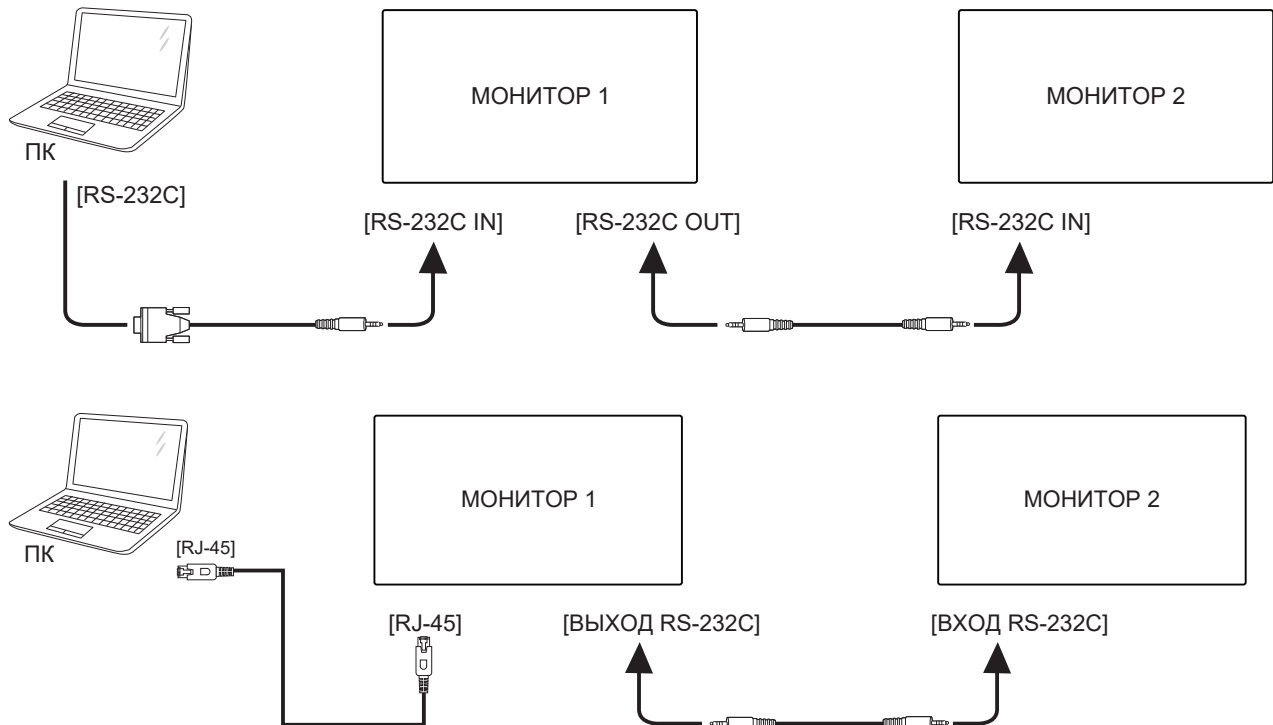 МОНИТОР 1
МОНИТОР 2
ПК
[RS-232C]
[RS-232C IN]
[RS-232C OUT]
[RS-232C IN]
МОНИТОР 1
МОНИТОР 2
ПК
[RJ-45]
[RJ-45]
[ВЫХОД RS-232C]
[ВХОД RS-232C]